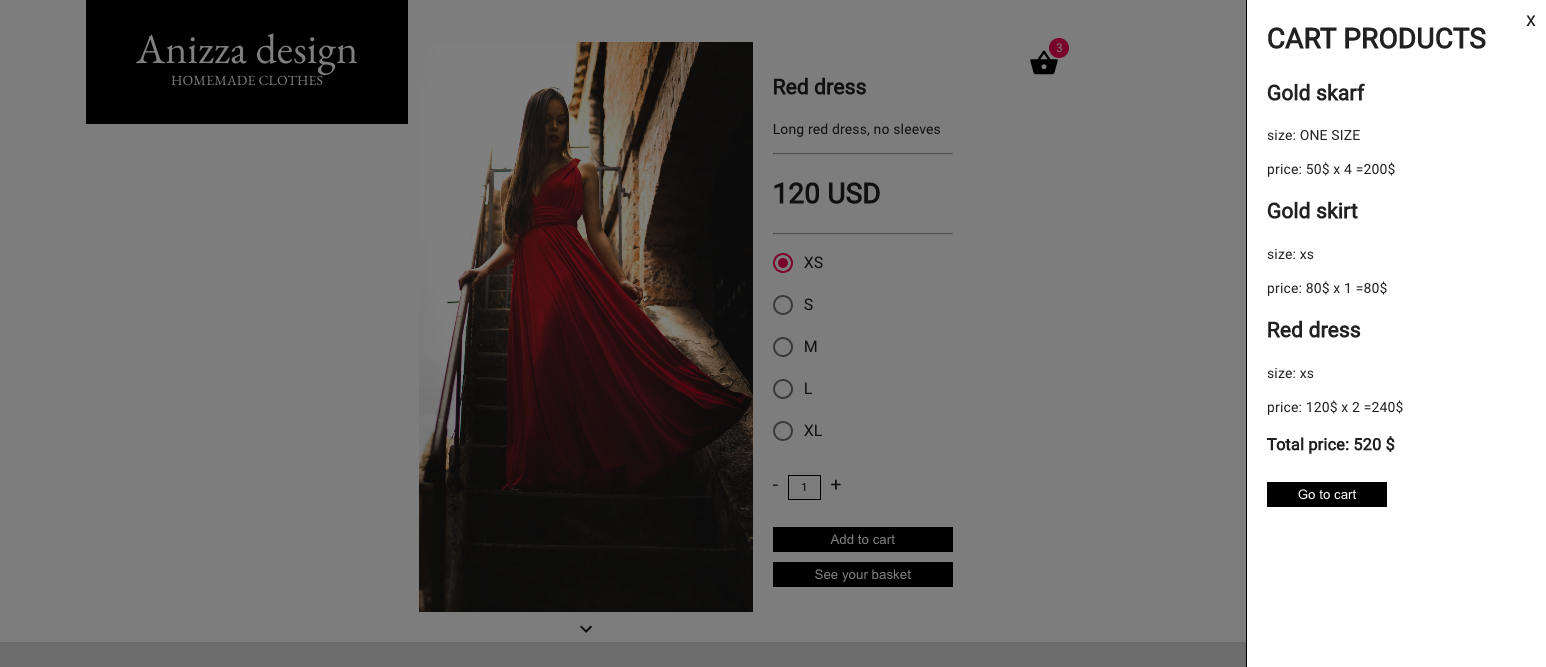 Anizza design
HOMEMADE CLOTHES
3
Red dress
Long red dress, no sleeves
120 USD
XS
S
M
L
XL
- 1 +
Add to cart
See your basket
X
CART PRODUCTS
Gold skarf
size: ONE SIZE
price: 50$ x 4 =200$
Gold skirt
size: xs
price: 80$ x 1 =80$
Red dress
size: xs
price: 120$ x 2 =240$
Total price: 520 $
Go to cart